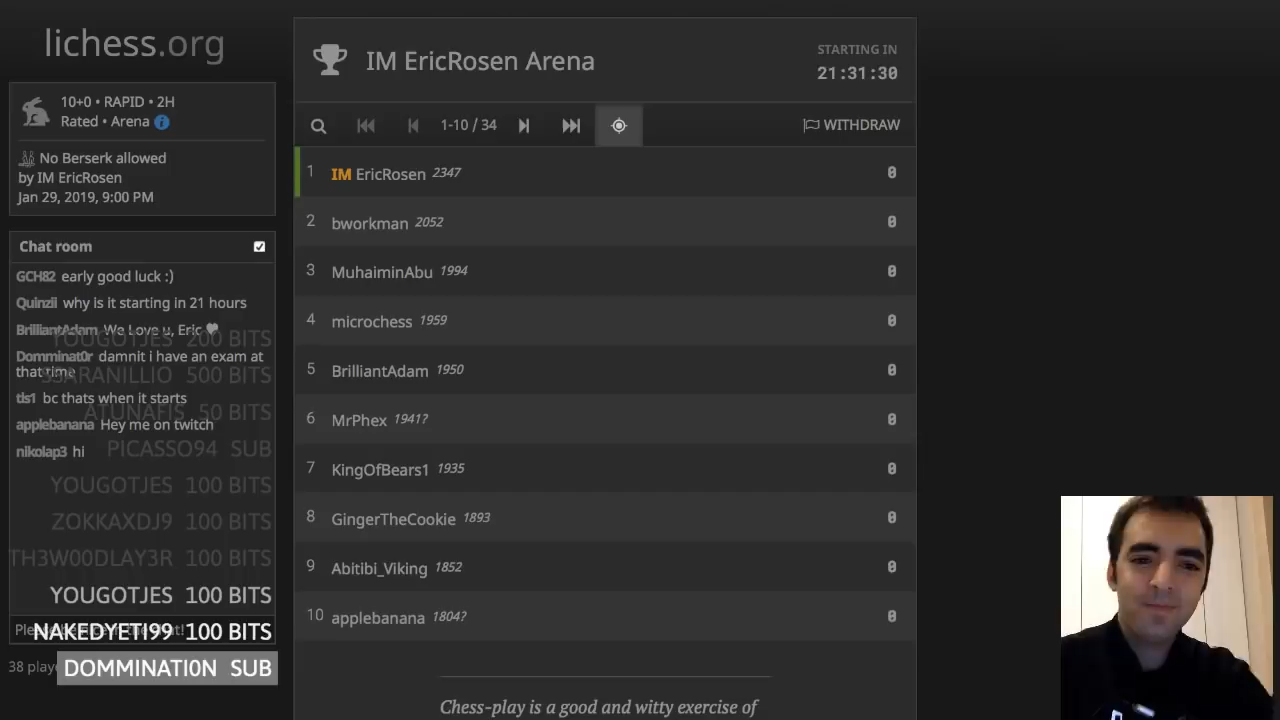 lichess.org
10+0 • RAPID • 2H
Rated • Arena
No Berserk allowed
by IM EricRosen
Jan 29, 2019, 9:00 PM
Chat room
GCH82 early good luck :)
Quinzii why is it starting in 21 hours
BrilliantAdam We Love u, Eric ♥
Domminat0r damnit i have an exam at
that time
tls1 bc thats when it starts
applebanana Hey me on twitch
nikolap3 hi
YOUGOTJES 200 BITS
ARANILLIO 500 BITS
ATUNAFIS 50 BITS
PICASSO94 SUB
YOUGOTJES 100 BITS
ZOKKAXDJ9 100 BITS
TH3W00DLAY3R 100 BITS
YOUGOTJES 100 BITS
NAKEDYETI99 100 BITS
DOMMINATI0N SUB
38
IM EricRosen Arena
STARTING IN
21:31:30
1-10 / 34
WITHDRAW
1 IM EricRosen 2347 0
2 bworkman 2052 0
3 MuhaiminAbu 1994 0
4 microchess 1959 0
5 BrilliantAdam 1950 0
6 MrPhex 1941? 0
7 KingOfBears1 1935 0
8 GingerTheCookie 1893 0
9 Abitibi_Viking 1852 0
10 applebanana 1804? 0
Chess-play is a good and witty exercise of